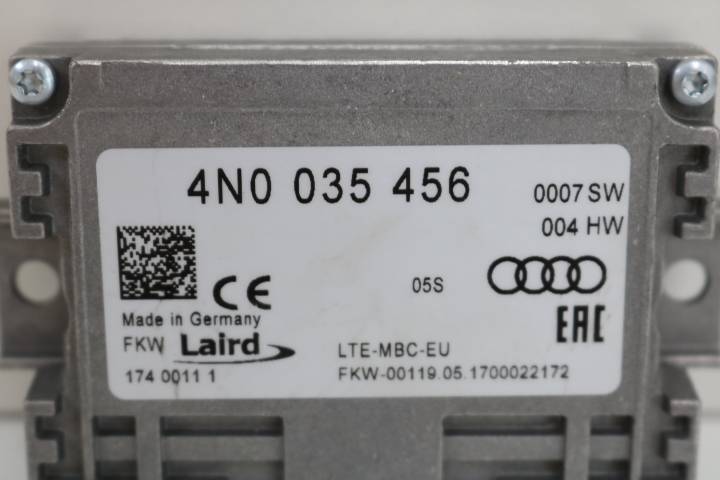 4N0 035 456
0007 SW
004 HW
CE
05S
Made in Germany
EAC
FKW Laird
LTE-MBC-EU
174 0011 1
FKW-00119.05.1700022172